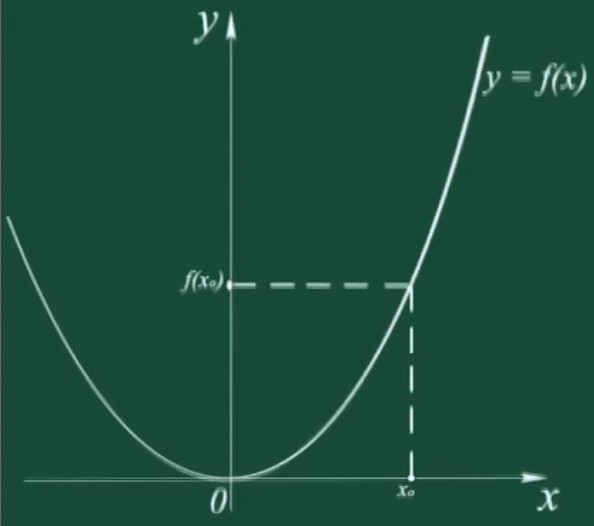 y
y = f(x)
f(x₀)
0
x₀
x